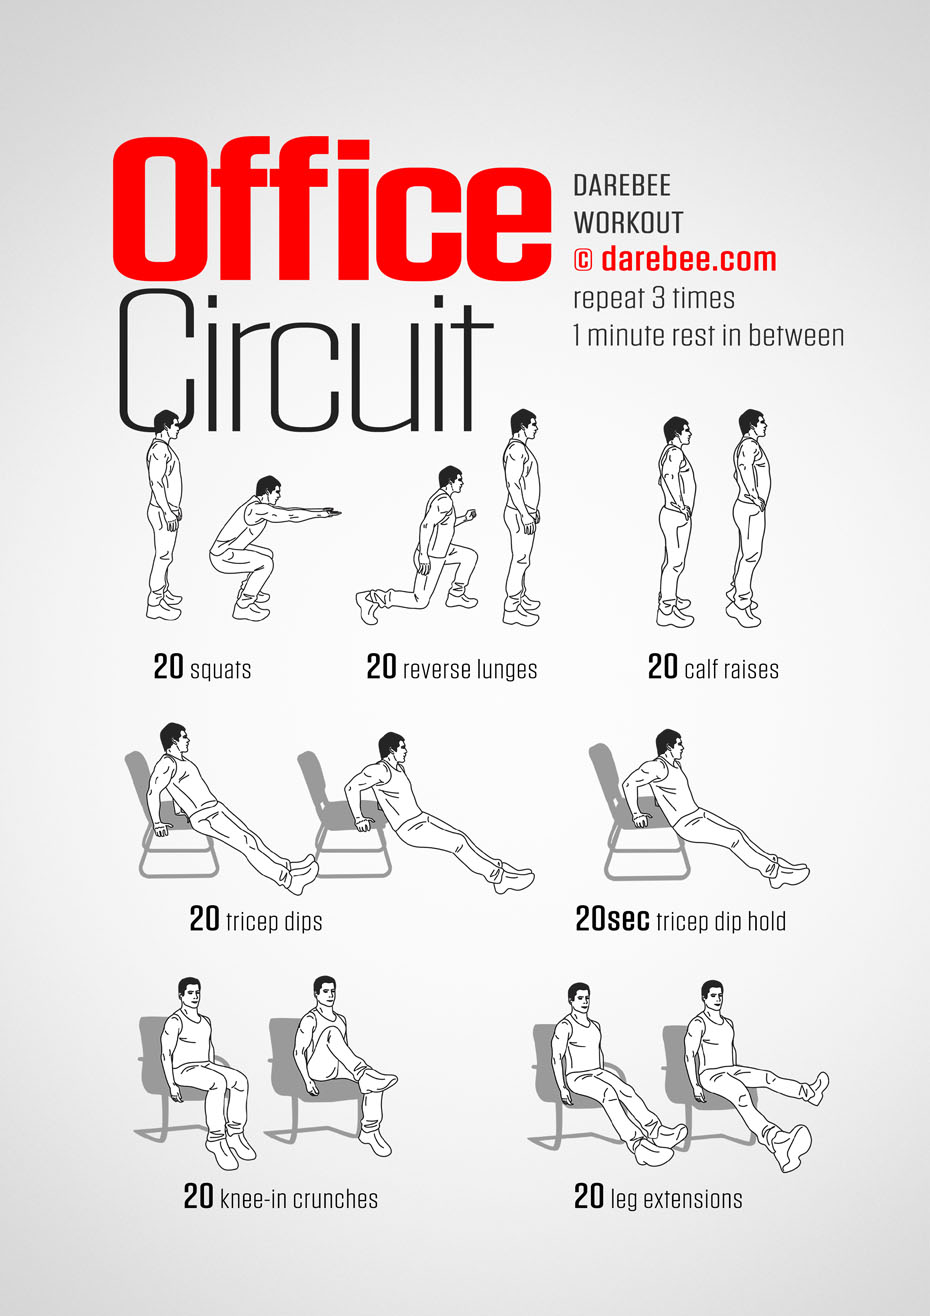 Office
Circuit
DAREBEE
WORKOUT
© darebee.com
repeat 3 times
1 minute rest in between
20 squats
20 reverse lunges
20 calf raises
20 tricep dips
20sec tricep dip hold
20 knee-in crunches
20 leg extensions